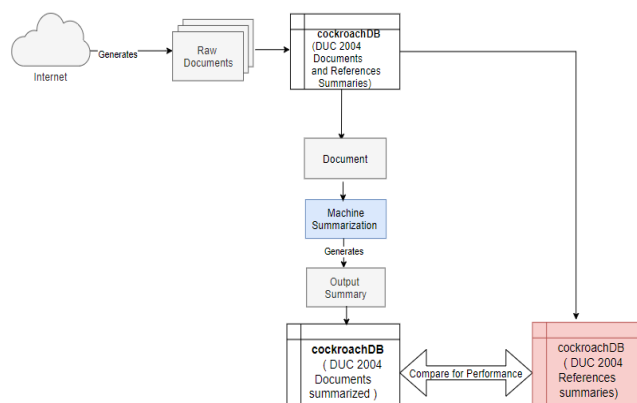 Internet
Generates
Raw
Documents
cockroachDB
(DUC 2004
Documents
and References
Summaries)
Document
Machine
Summarization
Generates
Output
Summary
cockroachDB
( DUC 2004
Documents
summarized )
Compare for Performance
cockroachDB
( DUC 2004
References
summaries)